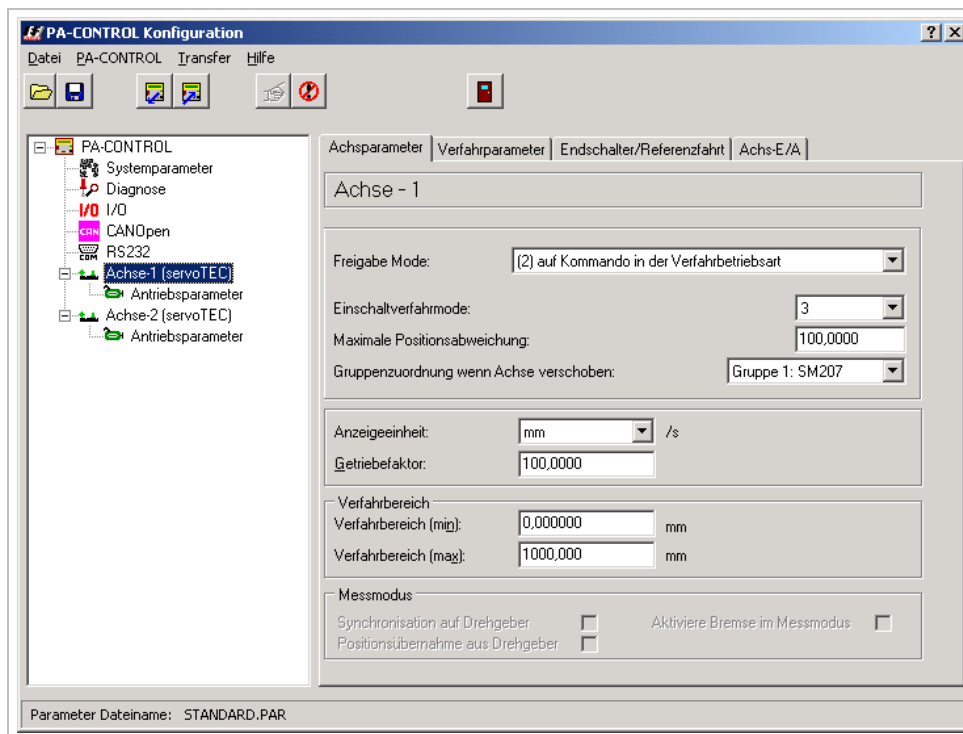 PA-CONTROL Konfiguration
Datei PA-CONTROL Transfer Hilfe
PA-CONTROL
Systemparameter
Diagnose
I/O I/O
CAN CANOpen
COM RS232
Achse-1 (servoTEC)
Antriebsparameter
Achse-2 (servoTEC)
Antriebsparameter
Achsparameter Verfahrparameter Endschalter/Referenzfahrt Achs-E/A
Achse - 1
Freigabe Mode: (2) auf Kommando in der Verfahrbetriebsart
Einschaltverfahrmode: 3
Maximale Positionsabweichung: 100,0000
Gruppenzuordnung wenn Achse verschoben: Gruppe 1: SM207
Anzeigeeinheit: mm /s
Getriebefaktor: 100,0000
Verfahrbereich
Verfahrbereich (min): 0,000000 mm
Verfahrbereich (max): 1000,000 mm
Messmodus
Synchronisation auf Drehgeber Aktiviere Bremse im Messmodus
Positionsübernahme aus Drehgeber
Parameter Dateiname: STANDARD.PAR